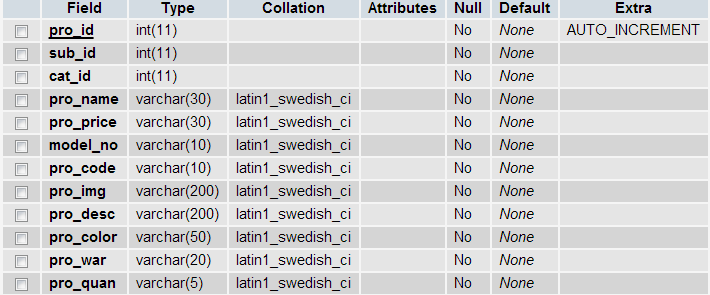 Field Type Collation Attributes Null Default Extra
pro_id int(11) No None AUTO_INCREMENT
sub_id int(11) No None
cat_id int(11) No None
pro_name varchar(30) latin1_swedish_ci No None
pro_price varchar(30) latin1_swedish_ci No None
model_no varchar(10) latin1_swedish_ci No None
pro_code varchar(10) latin1_swedish_ci No None
pro_img varchar(200) latin1_swedish_ci No None
pro_desc varchar(200) latin1_swedish_ci No None
pro_color varchar(50) latin1_swedish_ci No None
pro_war varchar(20) latin1_swedish_ci No None
pro_quan varchar(5) latin1_swedish_ci No None